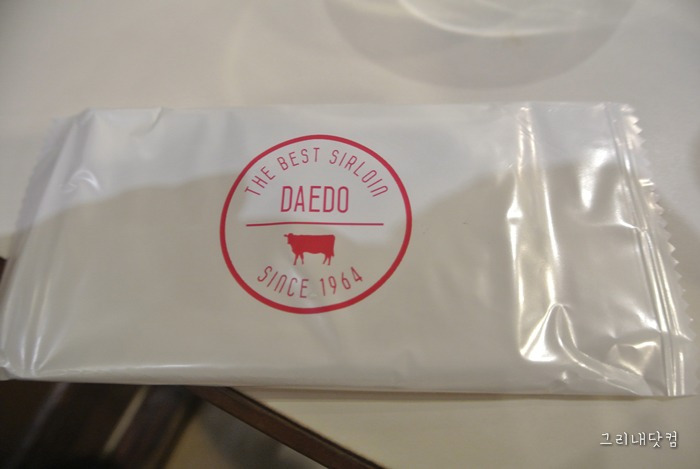 THE BEST SIRLOIN
DAEDO
SINCE 1964
그리내닷컴